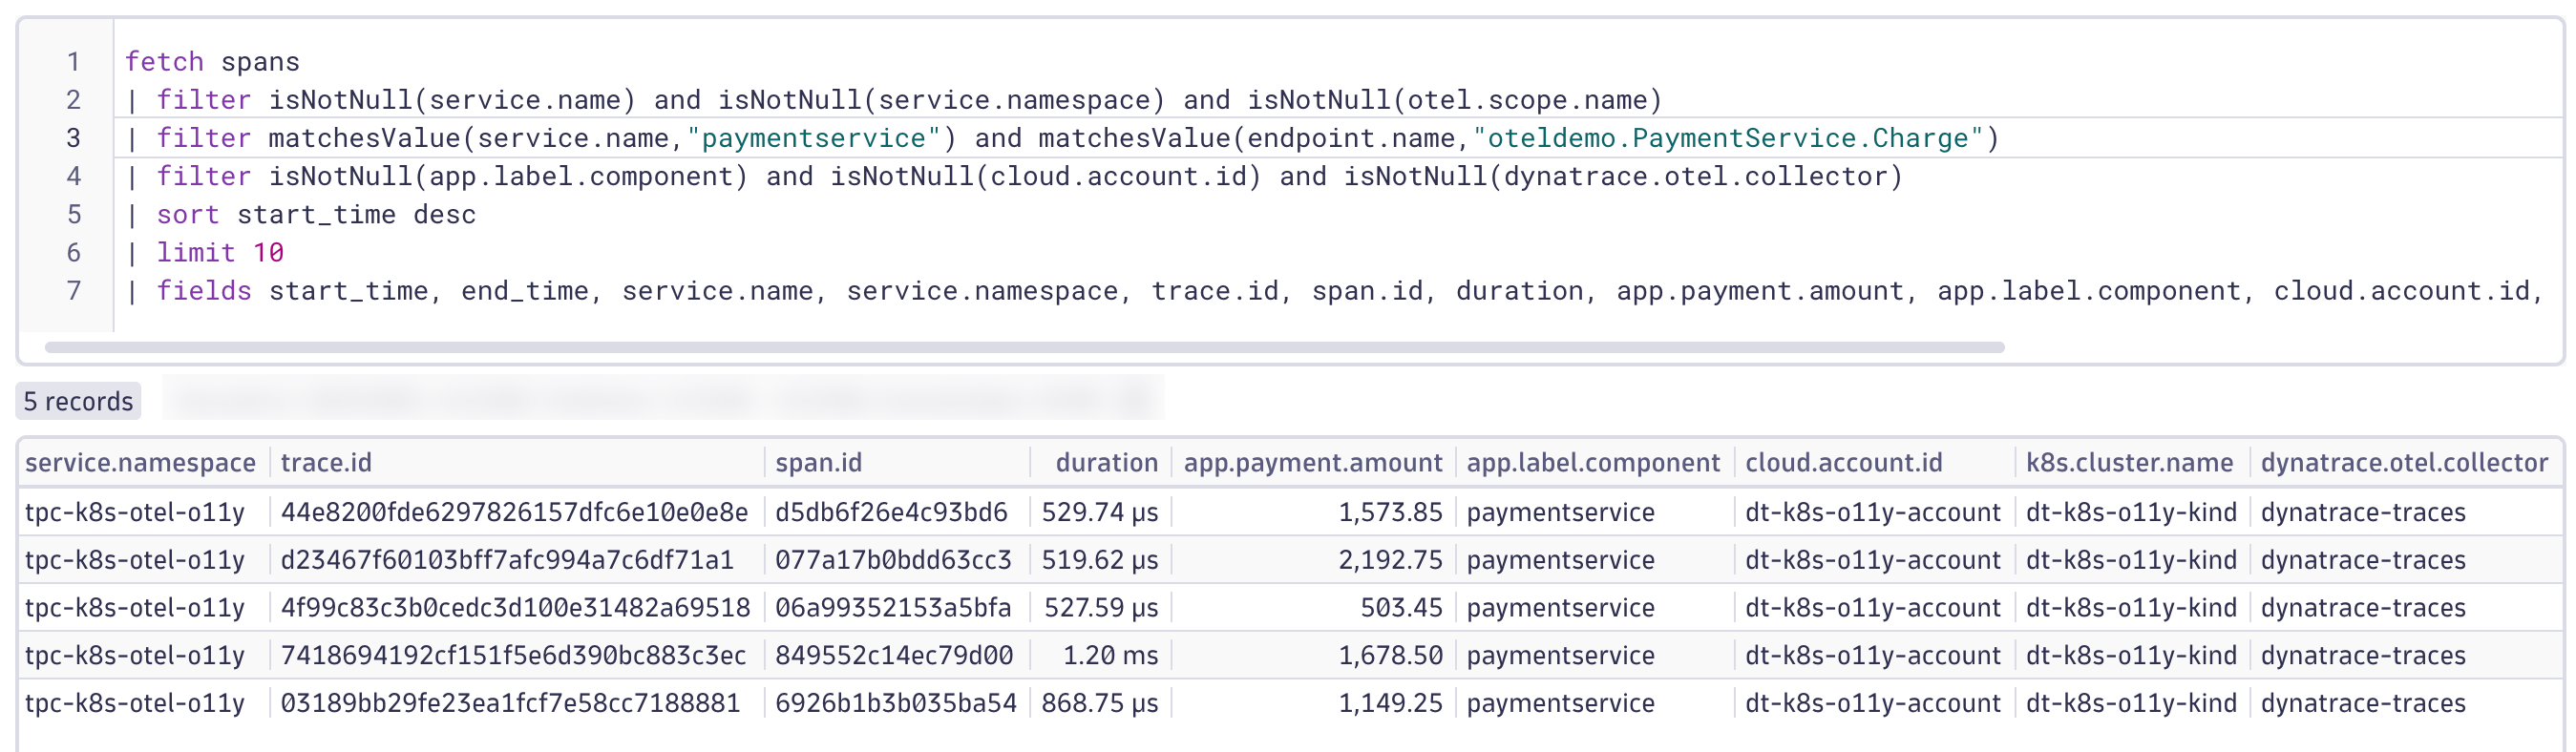 1 fetch spans
2 | filter isNotNull(service.name) and isNotNull(service.namespace) and isNotNull(otel.scope.name)
3 | filter matchesValue(service.name,"paymentservice") and matchesValue(endpoint.name,"oteldemo.PaymentService.Charge")
4 | filter isNotNull(app.label.component) and isNotNull(cloud.account.id) and isNotNull(dynatrace.otel.collector)
5 | sort start_time desc
6 | limit 10
7 | fields start_time, end_time, service.name, service.namespace, trace.id, span.id, duration, app.payment.amount, app.label.component, cloud.account.id,
5 records
service.namespace trace.id span.id duration app.payment.amount app.label.component cloud.account.id k8s.cluster.name dynatrace.otel.collector
tpc-k8s-otel-o11y 44e8200fde6297826157dfc6e10e0e8e d5db6f26e4c93bd6 529.74 µs 1,573.85 paymentservice dt-k8s-o11y-account dt-k8s-o11y-kind dynatrace-traces
tpc-k8s-otel-o11y d23467f60103bff7afc994a7c6df71a1 077a17b0bdd63cc3 519.62 µs 2,192.75 paymentservice dt-k8s-o11y-account dt-k8s-o11y-kind dynatrace-traces
tpc-k8s-otel-o11y 4f99c83c3b0cedc3d100e31482a69518 06a99352153a5bfa 527.59 µs 503.45 paymentservice dt-k8s-o11y-account dt-k8s-o11y-kind dynatrace-traces
tpc-k8s-otel-o11y 7418694192cf151f5e6d390bc883c3ec 849552c14ec79d00 1.20 ms 1,678.50 paymentservice dt-k8s-o11y-account dt-k8s-o11y-kind dynatrace-traces
tpc-k8s-otel-o11y 03189bb29fe23ea1fcf7e58cc7188881 6926b1b3b035ba54 868.75 µs 1,149.25 paymentservice dt-k8s-o11y-account dt-k8s-o11y-kind dynatrace-traces